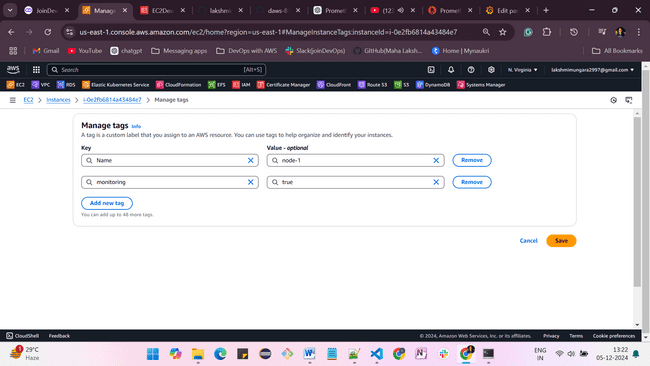 JoinDev
Manage
EC2Dea
lakshmi
daws-8
Prometh
(123
Prometh
Edit pan
us-east-1.console.aws.amazon.com/ec2/home?region=us-east-1#ManageInstanceTags:instanceId=i-0e2fb6814a43484e7
Gmail
YouTube
chatgpt
Messaging apps
DevOps with AWS
Slack(joinDevOps)
GitHub(Maha Laksh...
Home | Mynaukri
All Bookmarks
aws
Search
[Alt+S]
N. Virginia
lakshmimungara2997@gmail.com
EC2
VPC
RDS
Elastic Kubernetes Service
CloudFormation
EFS
IAM
Certificate Manager
CloudFront
Route 53
S3
DynamoDB
Systems Manager
EC2 > Instances > i-0e2fb6814a43484e7 > Manage tags
Manage tags Info
A tag is a custom label that you assign to an AWS resource. You can use tags to help organize and identify your instances.
Key
Value - optional
Name
node-1
Remove
monitoring
true
Remove
Add new tag
You can add up to 48 more tags.
Cancel
Save
CloudShell
Feedback
© 2024, Amazon Web Services, Inc. or its affiliates.
Privacy
Terms
Cookie preferences
1
29°C
Haze
ENG
IN
13:22
05-12-2024